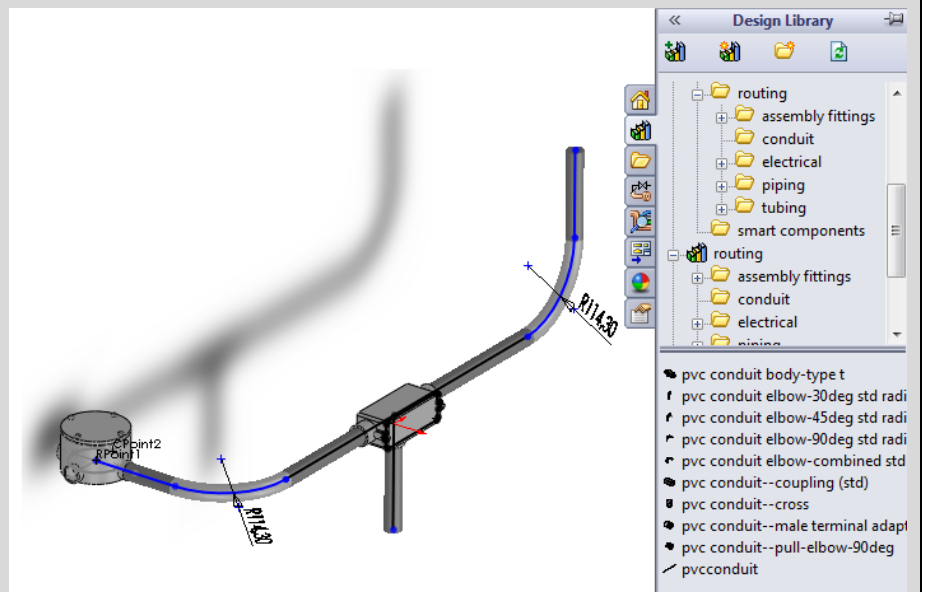 Design Library
routing
assembly fittings
conduit
electrical
piping
tubing
smart components
routing
assembly fittings
conduit
electrical
piping
pvc conduit body-type t
pvc conduit elbow-30deg std radi
pvc conduit elbow-45deg std radi
pvc conduit elbow-90deg std radi
pvc conduit elbow-combined std
pvc conduit--coupling (std)
pvc conduit--cross
pvc conduit--male terminal adapt
pvc conduit--pull-elbow-90deg
pvcconduit
R114,30
CPoint2
RPoint1
R114,30